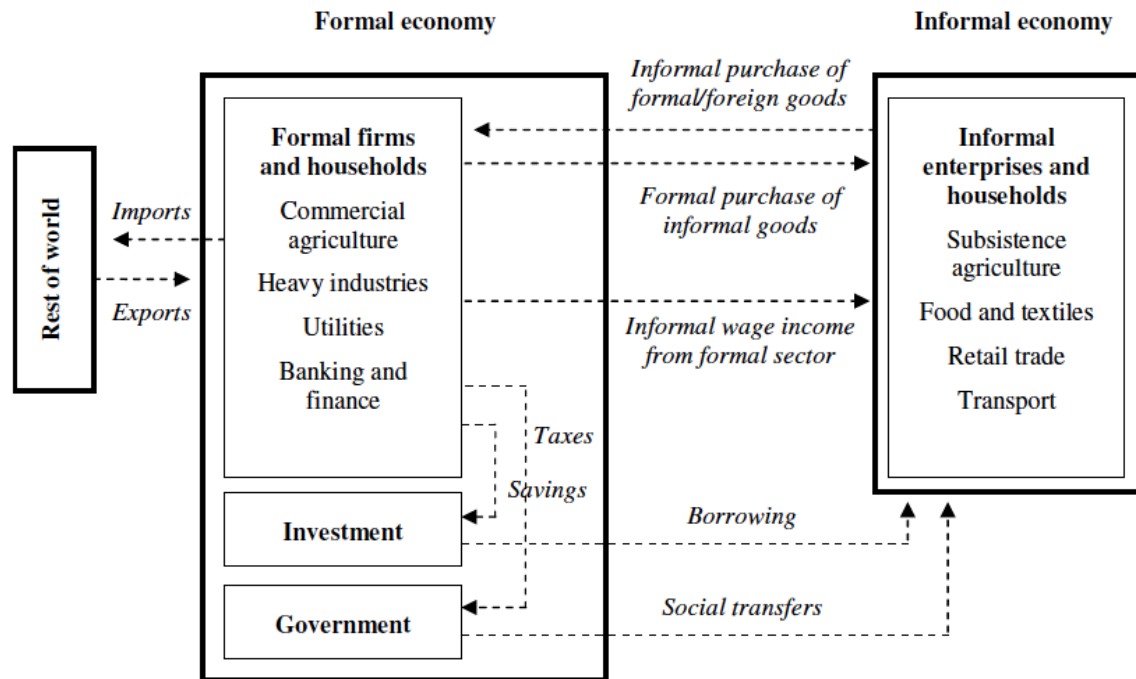 Formal economy
Informal economy
Rest of world
Imports
Exports
Formal firms
and households
Commercial
agriculture
Heavy industries
Utilities
Banking and
finance
Taxes
Savings
Investment
Government
Informal purchase of
formal/foreign goods
Formal purchase of
informal goods
Informal wage income
from formal sector
Borrowing
Social transfers
Informal
enterprises and
households
Subsistence
agriculture
Food and textiles
Retail trade
Transport